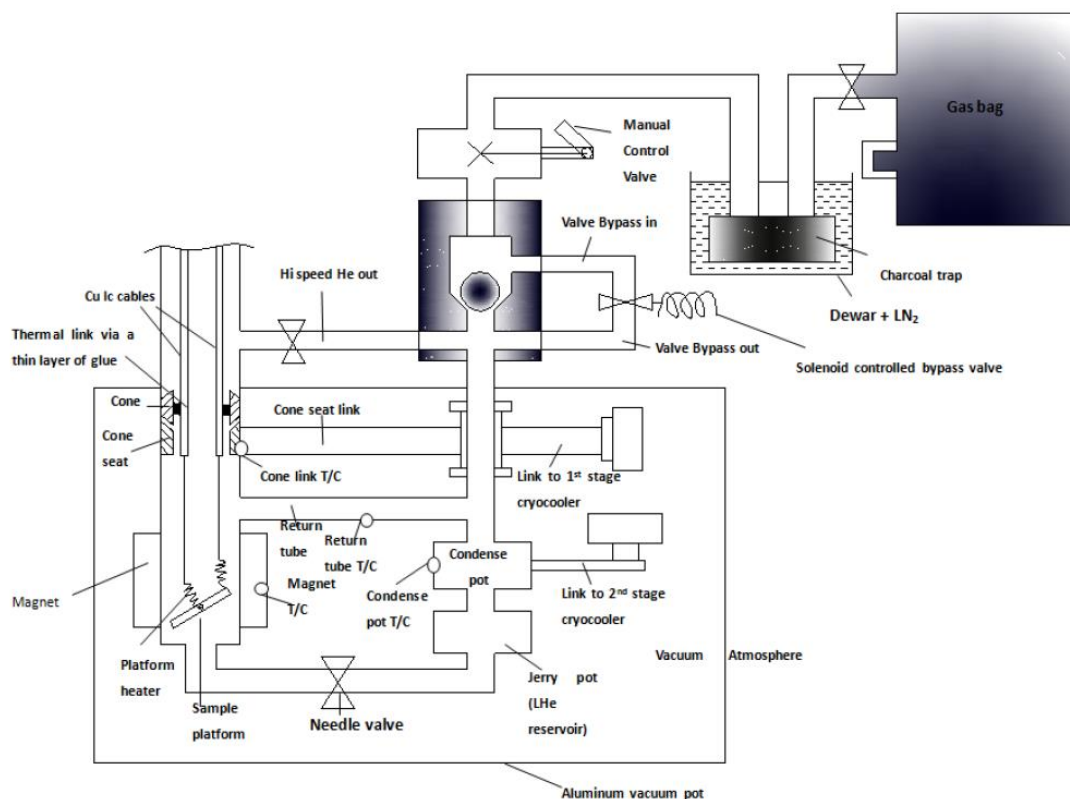 Gas bag
Manual
Control
Valve
Valve Bypass in
Charcoal trap
Hi speed He out
Cu Ic cables
Dewar + LN2
Thermal link via a
thin layer of glue
Valve Bypass out
Solenoid controlled bypass valve
Cone
Cone seat link
Cone
seat
Cone link T/C
Link to 1st stage
cryocooler
Return
tube
Return
tube T/C
Condense
pot
Magnet
Magnet
T/C
Condense
pot T/C
Link to 2nd stage
cryocooler
Vacuum
Atmosphere
Platform
heater
Jerry pot
(LHe
reservoir)
Sample
platform
Needle valve
Aluminum vacuum pot